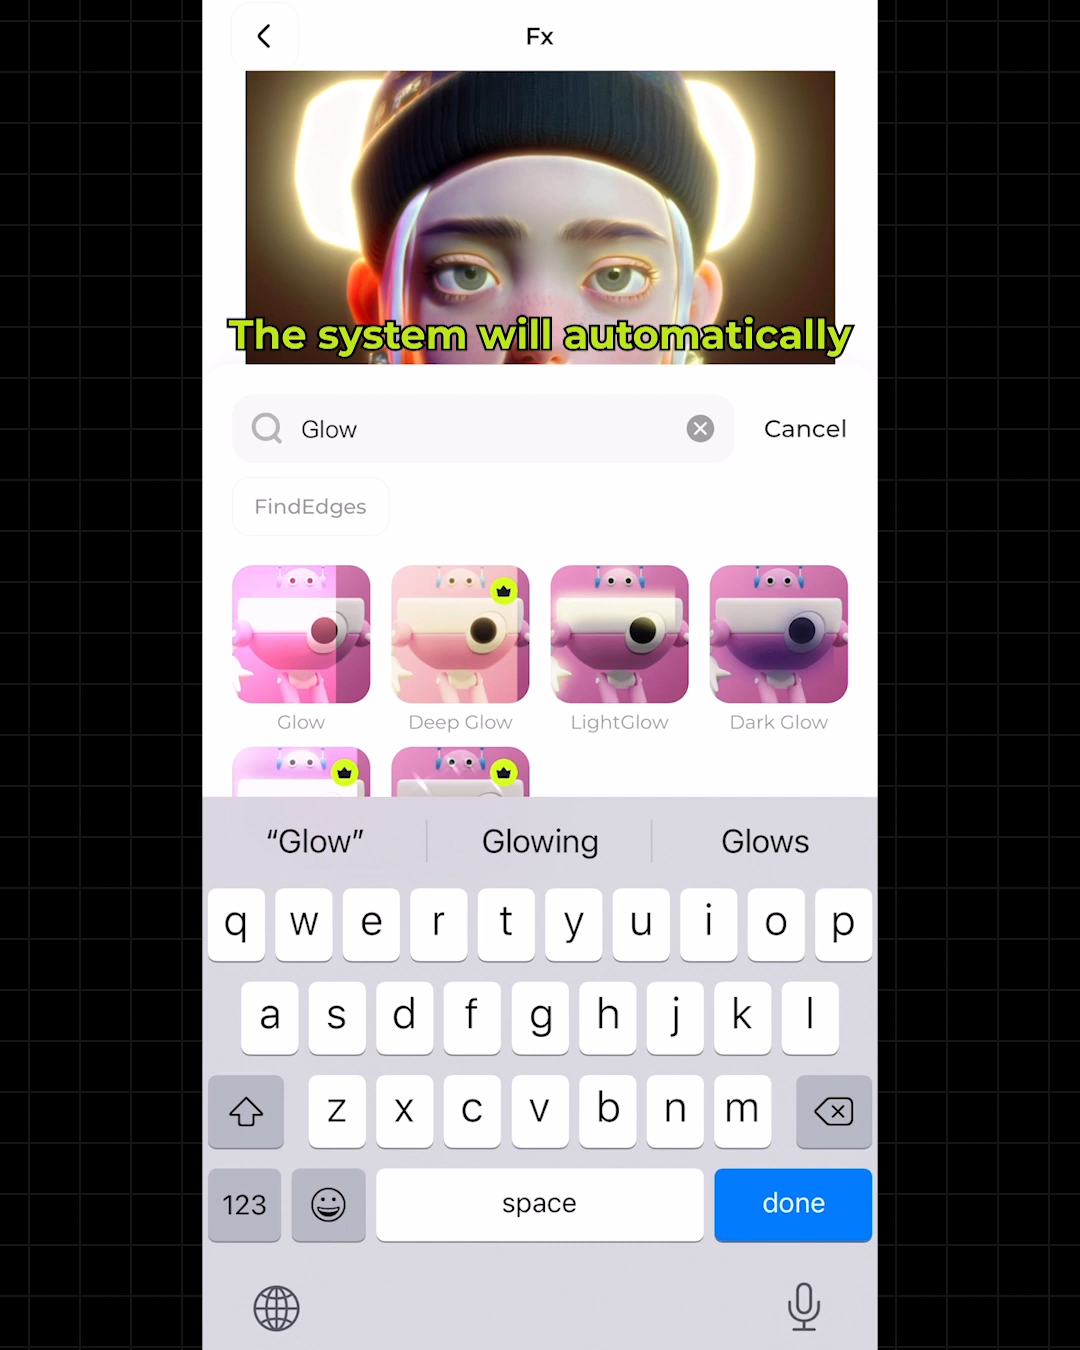 Fx
The system will automatically
Glow
Cancel
FindEdges
Glow
Deep Glow
LightGlow
Dark Glow
“Glow”
Glowing
Glows
q w e r t y u i o p
a s d f g h j k l
z x c v b n m
123
space
done